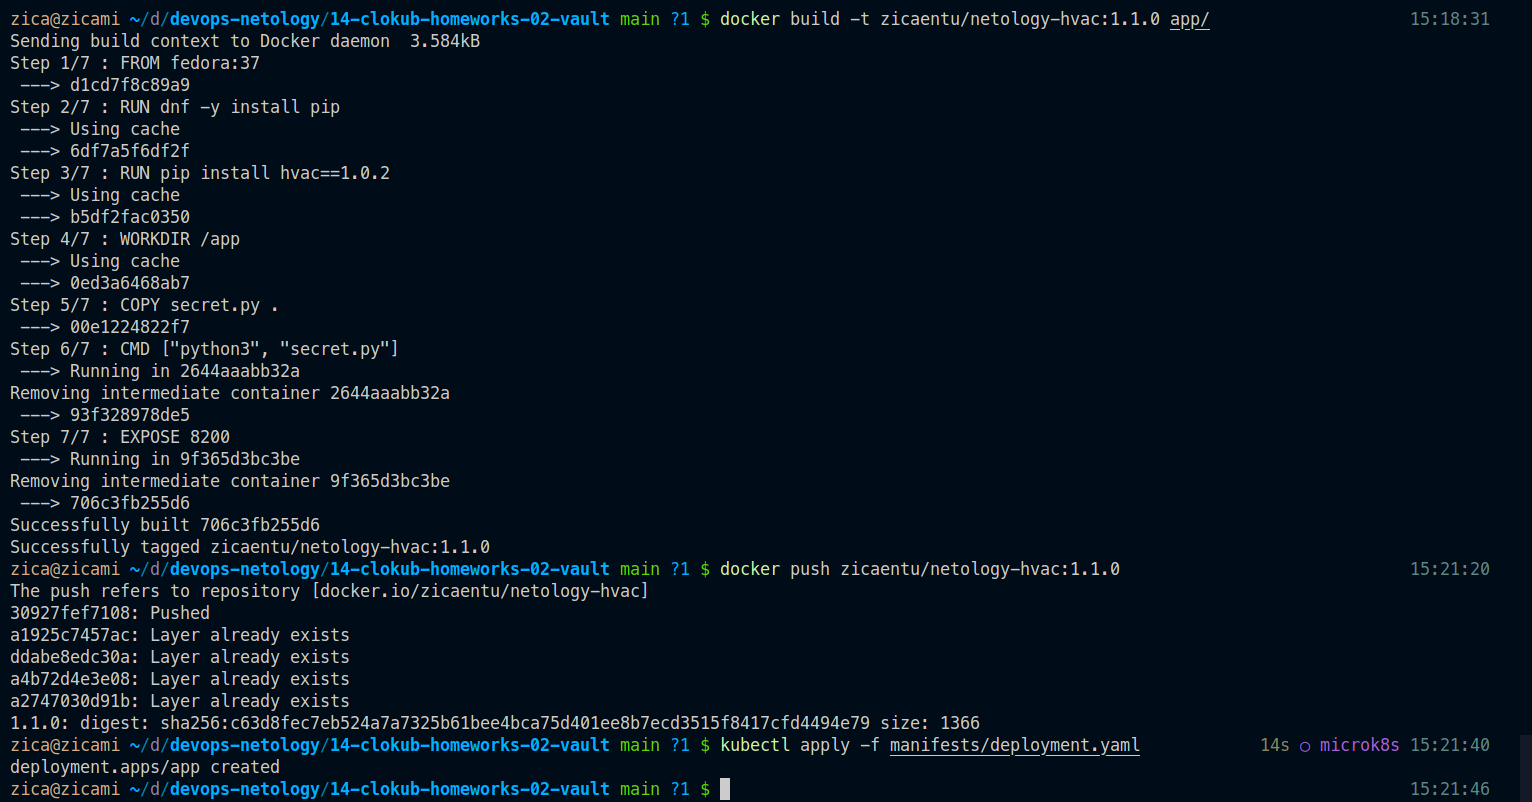 zica@zicami ~/d/devops-netology/14-clokub-homeworks-02-vault main ?1 $ docker build -t zicaentu/netology-hvac:1.1.0 app/ 15:18:31
Sending build context to Docker daemon  3.584kB
Step 1/7 : FROM fedora:37
 ---> d1cd7f8c89a9
Step 2/7 : RUN dnf -y install pip
 ---> Using cache
 ---> 6df7a5f6df2f
Step 3/7 : RUN pip install hvac==1.0.2
 ---> Using cache
 ---> b5df2fac0350
Step 4/7 : WORKDIR /app
 ---> Using cache
 ---> 0ed3a6468ab7
Step 5/7 : COPY secret.py .
 ---> 00e1224822f7
Step 6/7 : CMD ["python3", "secret.py"]
 ---> Running in 2644aaabb32a
Removing intermediate container 2644aaabb32a
 ---> 93f328978de5
Step 7/7 : EXPOSE 8200
 ---> Running in 9f365d3bc3be
Removing intermediate container 9f365d3bc3be
 ---> 706c3fb255d6
Successfully built 706c3fb255d6
Successfully tagged zicaentu/netology-hvac:1.1.0
zica@zicami ~/d/devops-netology/14-clokub-homeworks-02-vault main ?1 $ docker push zicaentu/netology-hvac:1.1.0 15:21:20
The push refers to repository [docker.io/zicaentu/netology-hvac]
30927fef7108: Pushed
a1925c7457ac: Layer already exists
ddabe8edc30a: Layer already exists
a4b72d4e3e08: Layer already exists
a2747030d91b: Layer already exists
1.1.0: digest: sha256:c63d8fec7eb524a7a7325b61bee4bca75d401ee8b7ecd3515f8417cfd4494e79 size: 1366
zica@zicami ~/d/devops-netology/14-clokub-homeworks-02-vault main ?1 $ kubectl apply -f manifests/deployment.yaml 14s ○ microk8s 15:21:40
deployment.apps/app created
zica@zicami ~/d/devops-netology/14-clokub-homeworks-02-vault main ?1 $ 15:21:46